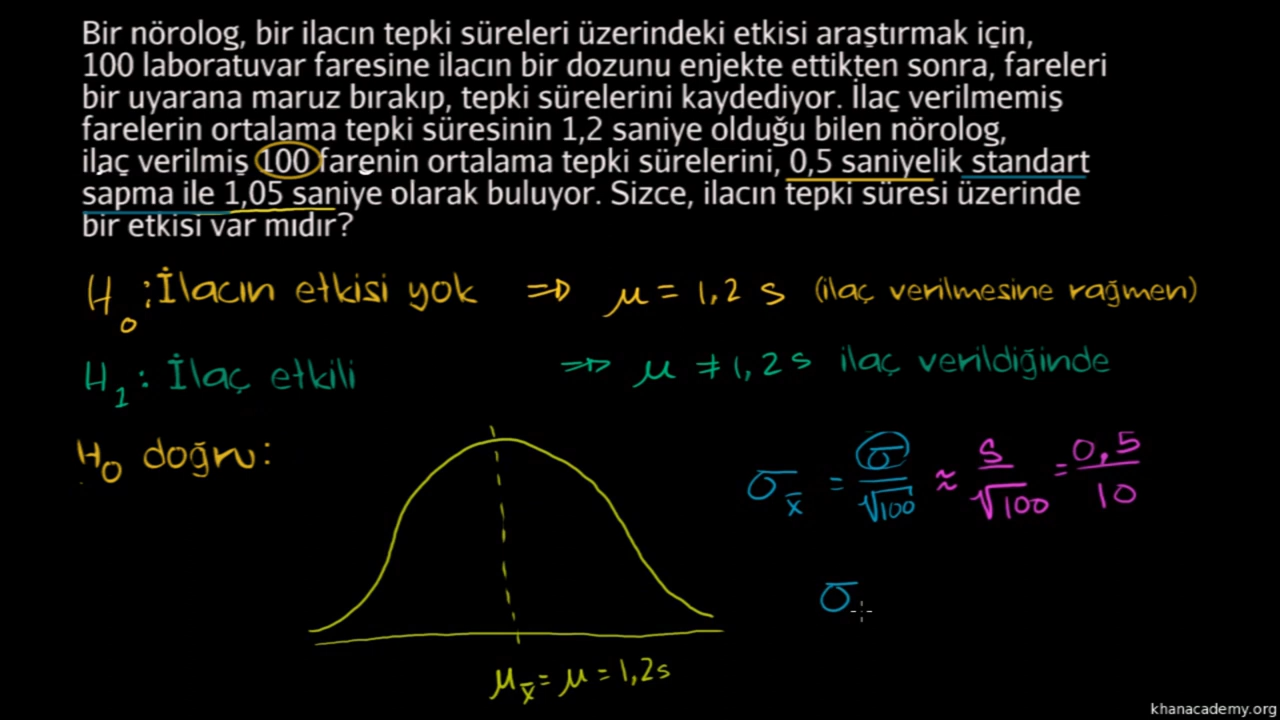 Bir nörolog, bir ilacın tepki süreleri üzerindeki etkisi araştırmak için,
100 laboratuvar faresine ilacın bir dozunu enjekte ettikten sonra, fareleri
bir uyarana maruz bırakıp, tepki sürelerini kaydediyor. İlaç verilmemiş
farelerin ortalama tepki süresinin 1,2 saniye olduğu bilen nörolog,
ilaç verilmiş 100 farenin ortalama tepki sürelerini, 0,5 saniyelik standart
sapma ile 1,05 saniye olarak buluyor. Sizce, ilacın tepki süresi üzerinde
bir etkisi var mıdır?
H₀: İlacın etkisi yok ⇒ μ = 1,2 s (ilaç verilmesine rağmen)
H₁: İlaç etkili ⇒ μ ≠ 1,2 s ilaç verildiğinde
H₀ doğru:
σx̄ = σ/√100 ≈ s/√100 = 0,5/10
σ
μx̄ = μ = 1,2s
khanacademy.org